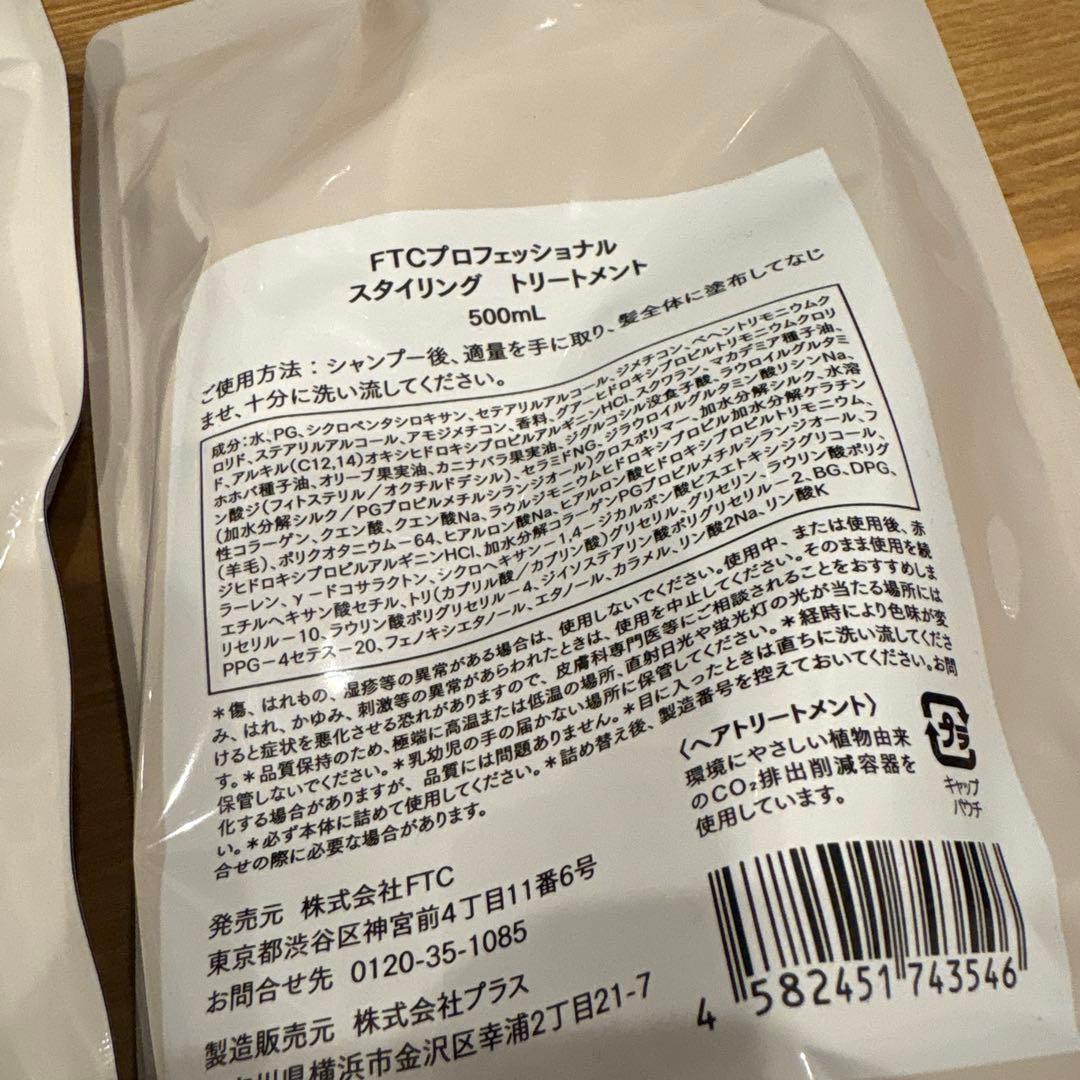 FTCプロフェッショナル
スタイリング トリートメント
500mL
ご使用方法：シャンプー後、適量を手に取り、髪全体に塗布してなじ
ませ、十分に洗い流してください。
成分：水、PG、シクロペンタシロキサン、セテアリルアルコール、ジメチコン、ベヘントリモニウムク
ロリド、ステアリルアルコール、アモジメチコン、香料、グアーヒドロキシプロピルトリモニウムクロリ
ド、アルキル（C12,14）オキシヒドロキシプロピルアルギニンHCl、スクワラン、マカデミア種子油、
ホホバ種子油、オリーブ果実油、カニナバラ果実油、ジグルコシル没食子酸、ラウロイルグルタミ
ン酸ジ（フィトステリル／オクチルドデシル）、セラミドNG、ジラウロイルグルタミン酸リシンNa、
（加水分解シルク／PGプロピルメチルシランジオール）クロスポリマー、加水分解シルク、水溶
性コラーゲン、クエン酸、クエン酸Na、ラウルジモニウムヒドロキシプロピル加水分解ケラチン
（羊毛）、ポリクオタニウム－64、ヒアルロン酸Na、ヒアルロン酸ヒドロキシプロピルトリモニウム、
ジヒドロキシプロピルアルギニンHCl、加水分解コラーゲンPGプロピルメチルシランジオール、フ
ラーレン、γ－ドコサラクトン、シクロヘキサン－1,4－ジカルボン酸ビスエトキシジグリコール、
エチルヘキサン酸セチル、トリ（カプリル酸／カプリン酸）グリセリル、グリセリン、ラウリン酸ポリグ
リセリル－10、ラウリン酸ポリグリセリル－4、ジイソステアリン酸ポリグリセリル－2、BG、DPG、
PPG－4セテス－20、フェノキシエタノール、エタノール、カラメル、リン酸2Na、リン酸K
＊傷、はれもの、湿疹等の異常がある場合は、使用しないでください。使用中、または使用後、赤
み、はれ、かゆみ、刺激等の異常があらわれたときは、使用を中止してください。そのまま使用を続
けると症状を悪化させる恐れがありますので、皮膚科専門医等にご相談されることをおすすめしま
す。＊品質保持のため、極端に高温または低温の場所、直射日光や蛍光灯の光が当たる場所には
保管しないでください。＊乳幼児の手の届かない場所に保管してください。＊経時により色味が変
化する場合がありますが、品質には問題ありません。＊目に入ったときは直ちに洗い流してくださ
い。＊必ず本体に詰めて使用してください。＊詰め替え後、製造番号を控えておいてください。お問
合せの際に必要な場合があります。
〈ヘアトリートメント〉
環境にやさしい植物由来
のCO₂排出削減容器を
使用しています。
プラ
キャップ
パウチ
発売元 株式会社FTC
東京都渋谷区神宮前4丁目11番6号
お問合せ先 0120-35-1085
製造販売元 株式会社プラス
川県横浜市金沢区幸浦2丁目21-7
4 582451 743546